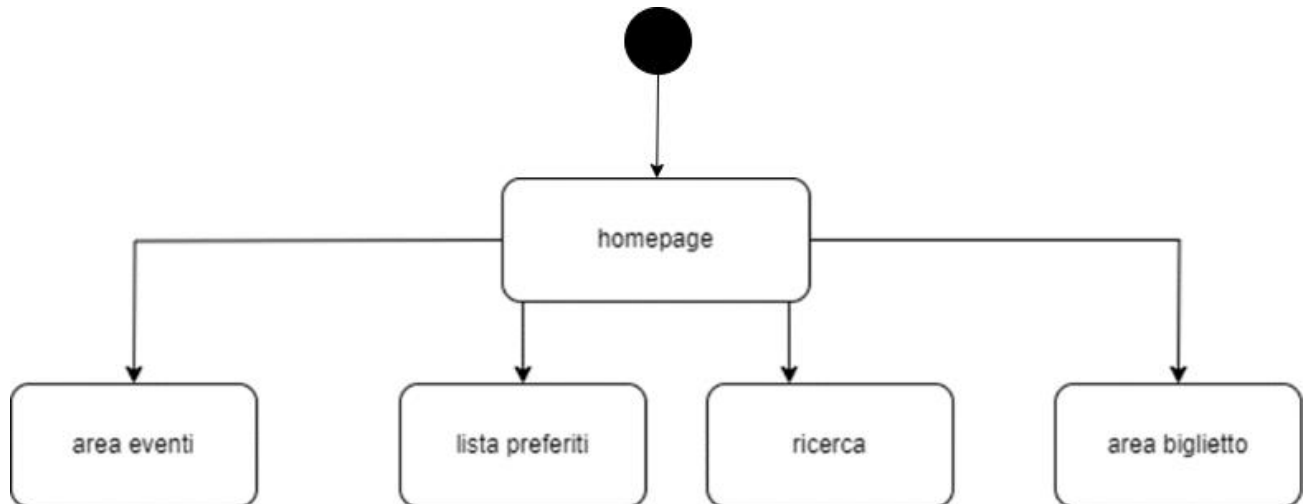 homepage
area eventi
lista preferiti
ricerca
area biglietto